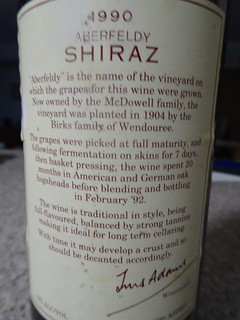 1990
ABERFELDY
SHIRAZ
"Aberfeldy" is the name of the vineyard on
which the grapes for this wine were grown.
Now owned by the McDowell family, the
vineyard was planted in 1904 by the
Birks family of Wendouree.
The grapes were picked at full maturity, and
following fermentation on skins for 7 days,
then basket pressing, the wine spent 20
months in American and German oak
hogsheads before blending and bottling
in February '92.
The wine is traditional in style, being
full-flavoured, balanced by strong tannins
making it ideal for long term cellaring.
With time it may develop a crust and so
should be decanted accordingly.